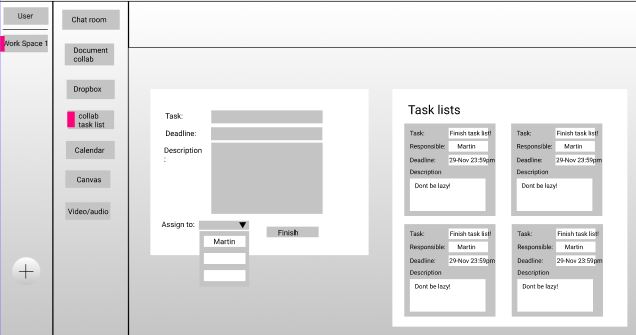 User
Work Space 1
Chat room
Document
collab
Dropbox
collab
task list
Calendar
Canvas
Video/audio
Task:
Deadline:
Description
:
Assign to:
Finish
Martin
Task lists
Task: Finish task list!
Responsible: Martin
Deadline: 29-Nov 23:59pm
Description
Dont be lazy!
Task: Finish task list!
Responsible: Martin
Deadline: 29-Nov 23:59pm
Description
Dont be lazy!
Task: Finish task list!
Responsible: Martin
Deadline: 29-Nov 23:59pm
Description
Dont be lazy!
Task: Finish task list!
Responsible: Martin
Deadline: 29-Nov 23:59pm
Description
Dont be lazy!